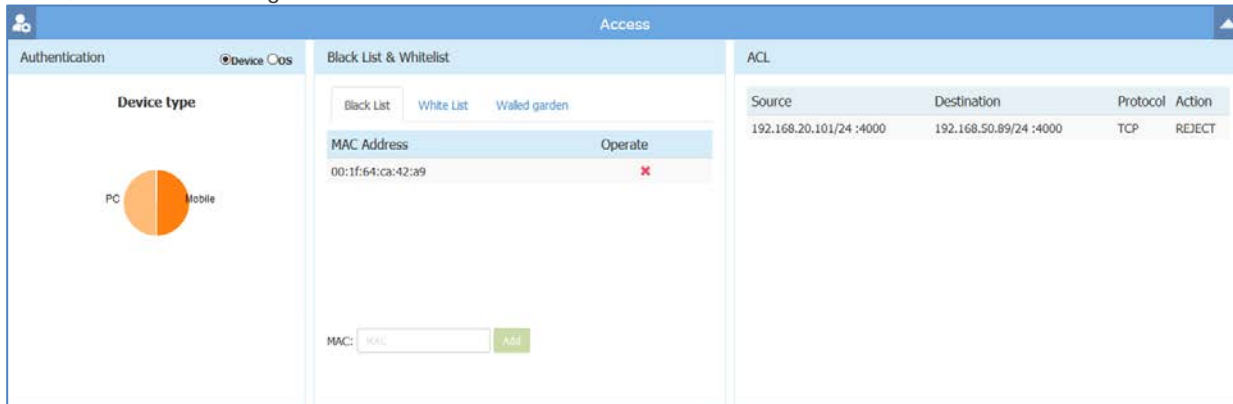 Access
Authentication Device OS
Device type
PC Mobile
Black List & Whitelist
Black List White List Walled garden
MAC Address Operate
00:1f:64:ca:42:a9
MAC: MAC Add
ACL
Source Destination Protocol Action
192.168.20.101/24 :4000 192.168.50.89/24 :4000 TCP REJECT